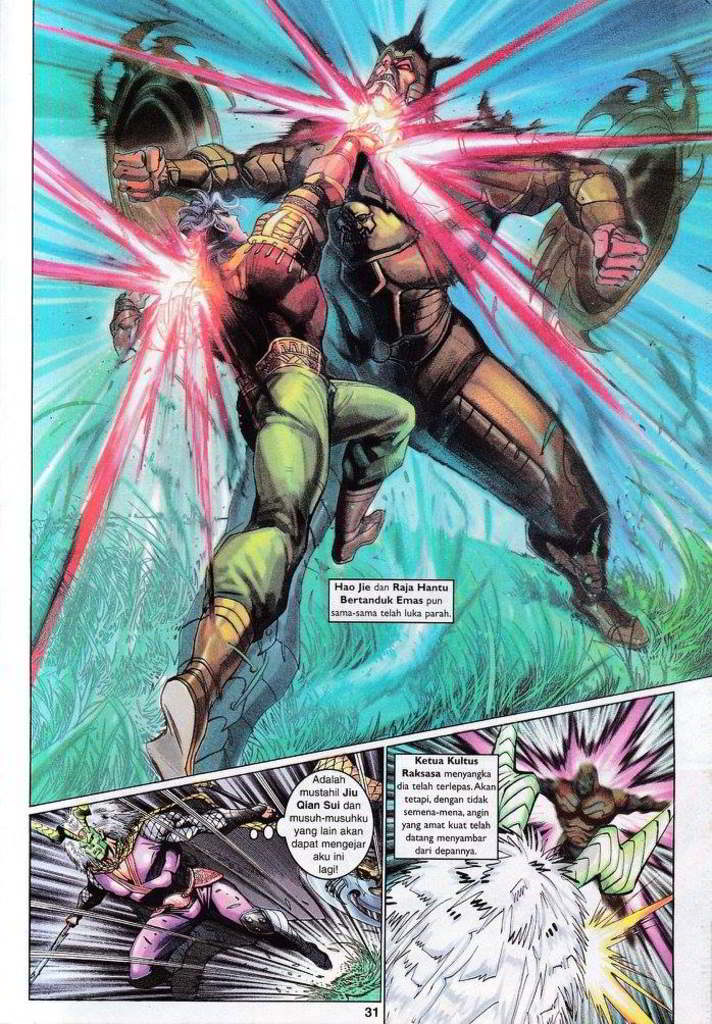 Hao Jie dan Raja Hantu
Bertanduk Emas pun
sama-sama telah luka parah.
Adalah
mustahil Jiu
Qian Sui dan
musuh-musuhku
yang lain akan
dapat mengejar
aku ini
lagi!
Ketua Kultus
Raksasa menyangka
dia telah terlepas. Akan
tetapi, dengan tidak
semena-mena, angin
yang amat kuat telah
datang menyambar
dari depannya.
31